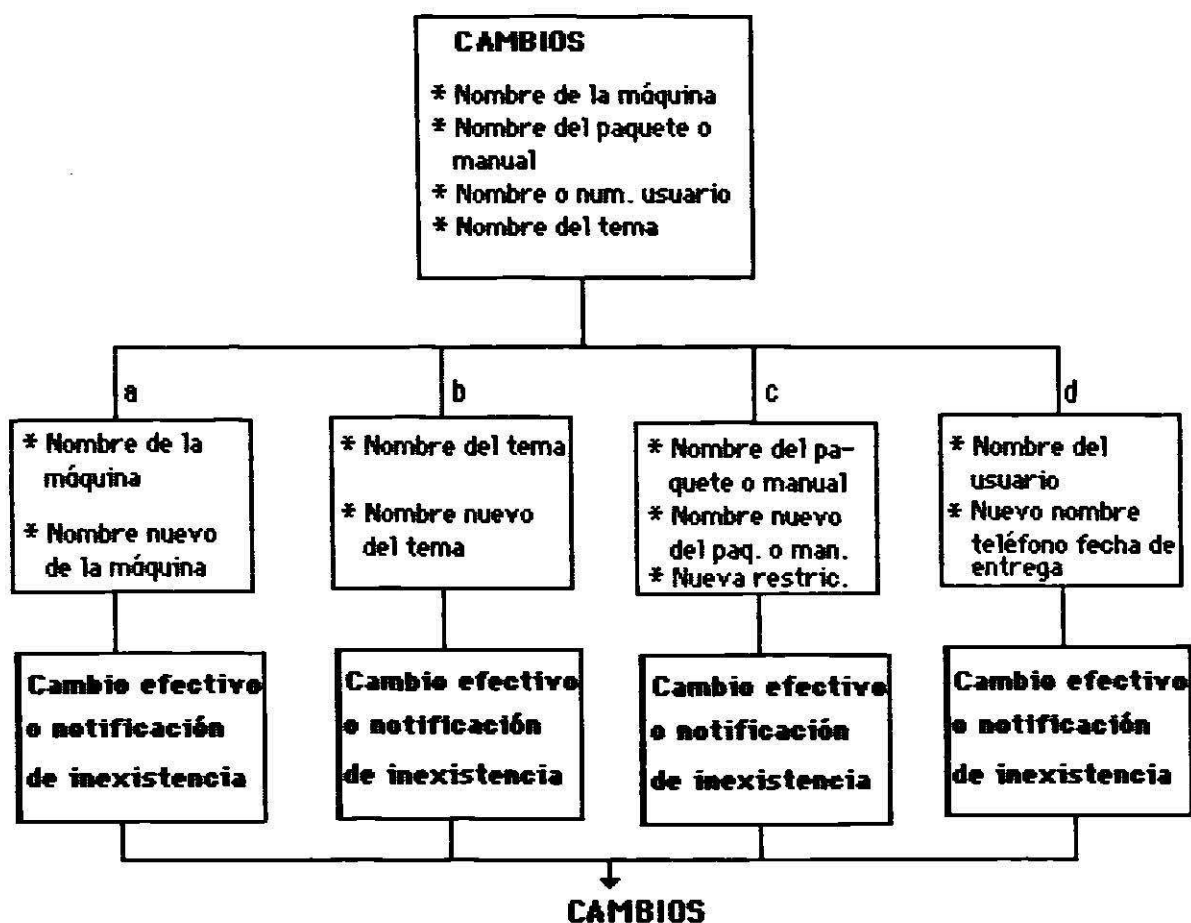 CAMBIOS
* Nombre de la máquina
* Nombre del paquete o
manual
* Nombre o num. usuario
* Nombre del tema
a
* Nombre de la
máquina
* Nombre nuevo
de la máquina
b
* Nombre del tema
* Nombre nuevo
del tema
c
* Nombre del pa-
quete o manual
* Nombre nuevo
del paq. o man.
* Nueva restric.
d
* Nombre del
usuario
* Nuevo nombre
teléfono fecha de
entrega
Cambio efectivo
o notificación
de inexistencia
Cambio efectivo
o notificación
de inexistencia
Cambio efectivo
o notificación
de inexistencia
Cambio efectivo
o notificación
de inexistencia
CAMBIOS